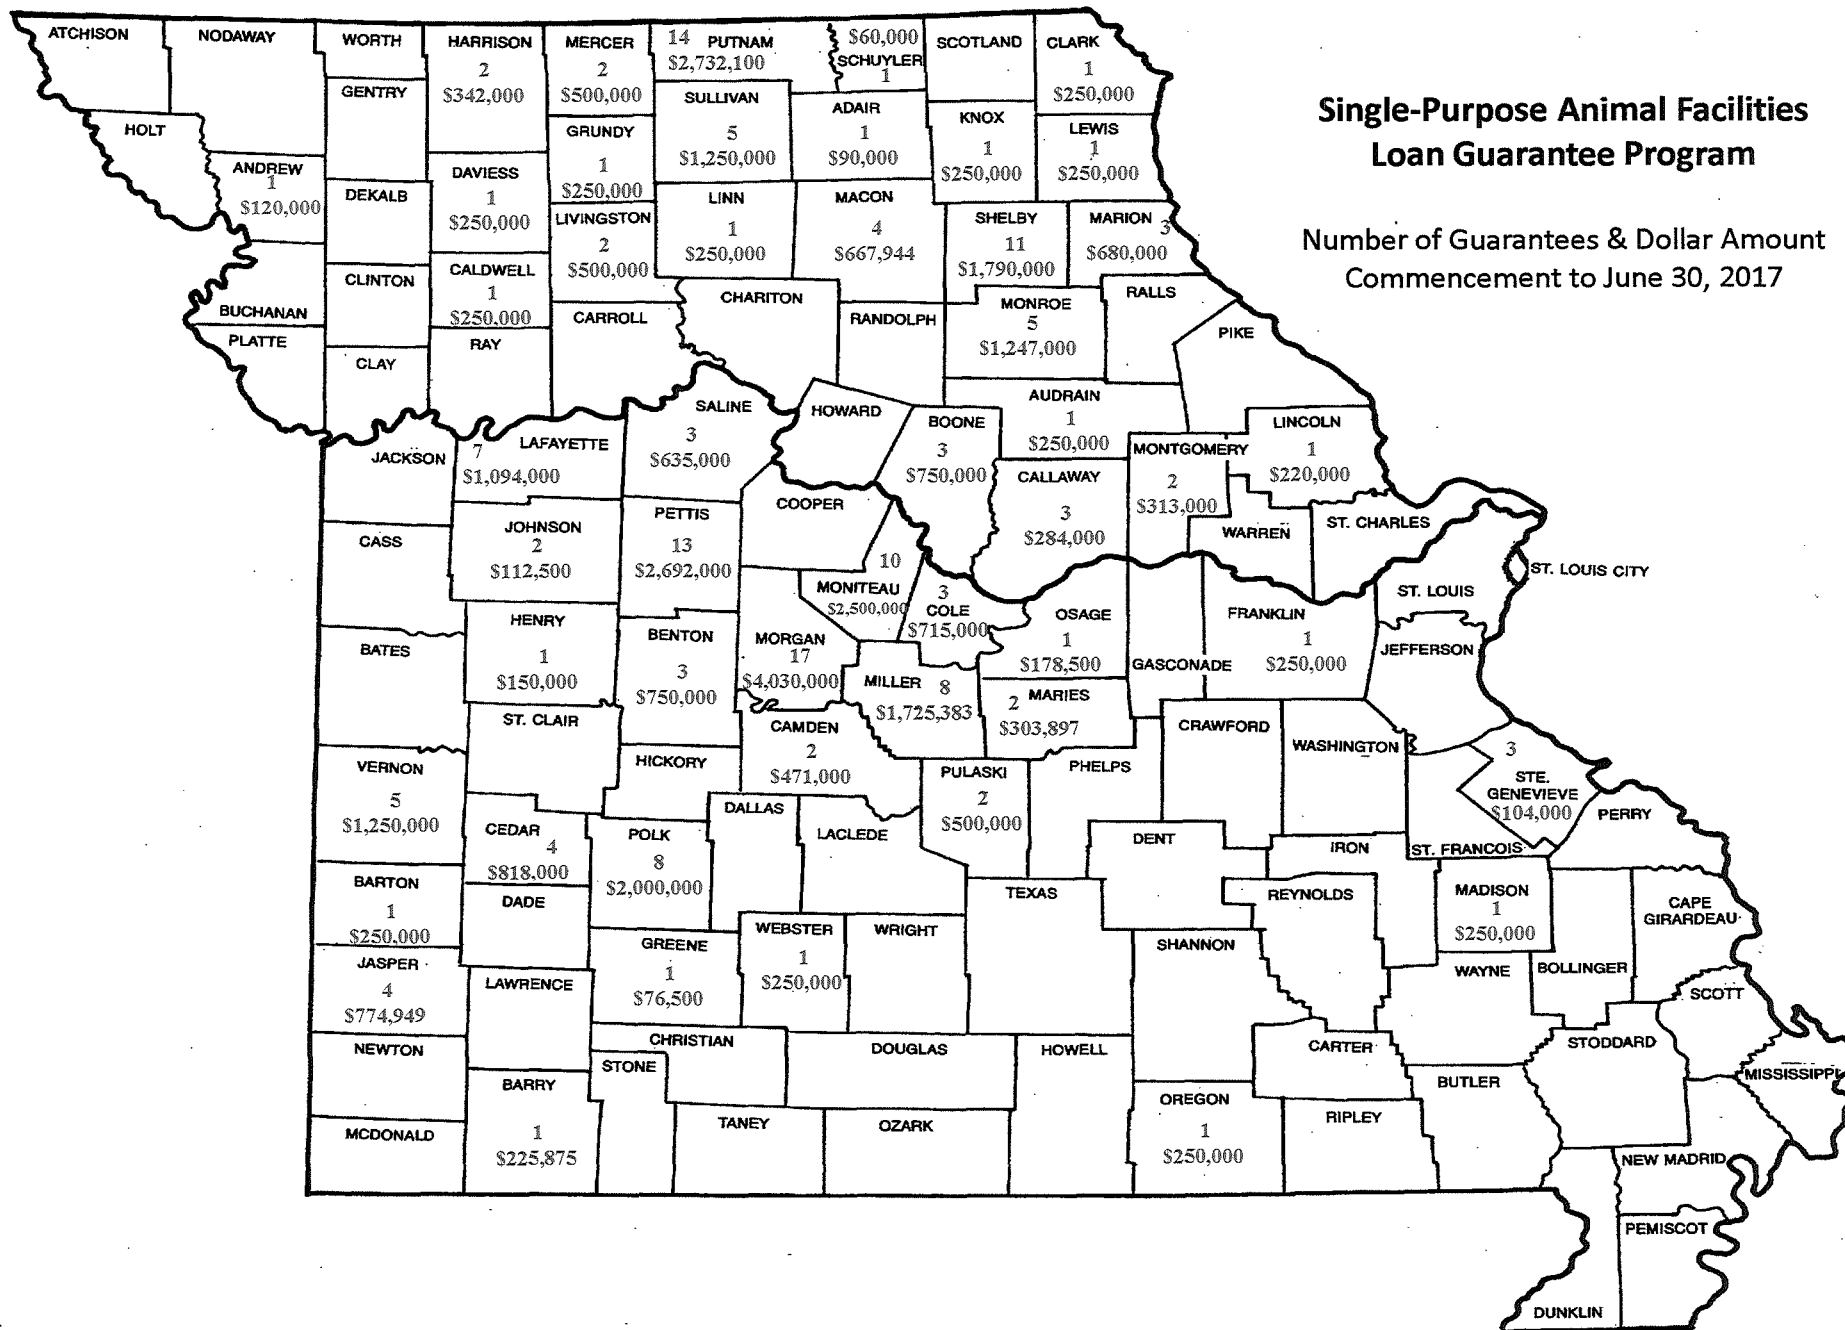 Single-Purpose Animal Facilities
Loan Guarantee Program
Number of Guarantees & Dollar Amount
Commencement to June 30, 2017
ATCHISON
NODAWAY
WORTH
HARRISON
2
$342,000
MERCER
2
$500,000
14 PUTNAM
$2,732,100
$60,000
SCHUYLER
1
SCOTLAND
CLARK
1
$250,000
GENTRY
SULLIVAN
5
$1,250,000
ADAIR
1
$90,000
KNOX
1
$250,000
LEWIS
1
$250,000
HOLT
ANDREW
1
$120,000
DEKALB
DAVIESS
1
$250,000
GRUNDY
1
$250,000
LIVINGSTON
2
$500,000
LINN
1
$250,000
MACON
4
$667,944
SHELBY
11
$1,790,000
MARION 3
$680,000
BUCHANAN
CLINTON
CALDWELL
1
$250,000
CARROLL
CHARITON
RANDOLPH
MONROE
5
$1,247,000
RALLS
PIKE
PLATTE
CLAY
RAY
SALINE
3
$635,000
HOWARD
BOONE
3
$750,000
AUDRAIN
1
$250,000
MONTGOMERY
2
$313,000
LINCOLN
1
$220,000
JACKSON
7 LAFAYETTE
$1,094,000
COOPER
CALLAWAY
3
$284,000
WARREN
ST. CHARLES
CASS
JOHNSON
2
$112,500
PETTIS
13
$2,692,000
10
MONITEAU
$2,500,000
3
COLE
$715,000
OSAGE
1
$178,500
GASCONADE
FRANKLIN
1
$250,000
ST. LOUIS
ST. LOUIS CITY
JEFFERSON
BATES
HENRY
1
$150,000
BENTON
3
$750,000
MORGAN
17
$4,030,000
MILLER 8
$1,725,383
2 MARIES
$303,897
ST. CLAIR
HICKORY
CAMDEN
2
$471,000
PULASKI
2
$500,000
PHELPS
CRAWFORD
WASHINGTON
3
STE.
GENEVIEVE
$104,000
PERRY
VERNON
5
$1,250,000
CEDAR
4
$818,000
POLK
8
$2,000,000
DALLAS
LACLEDE
DENT
IRON
ST. FRANCOIS
BARTON
1
$250,000
DADE
TEXAS
REYNOLDS
MADISON
1
$250,000
CAPE
GIRARDEAU
JASPER
4
$774,949
LAWRENCE
GREENE
1
$76,500
WEBSTER
1
$250,000
WRIGHT
SHANNON
WAYNE
BOLLINGER
SCOTT
NEWTON
CHRISTIAN
STONE
DOUGLAS
HOWELL
CARTER
STODDARD
MISSISSIPPI
BARRY
1
$225,875
OREGON
1
$250,000
BUTLER
MCDONALD
TANEY
OZARK
RIPLEY
NEW MADRID
PEMISCOT
DUNKLIN